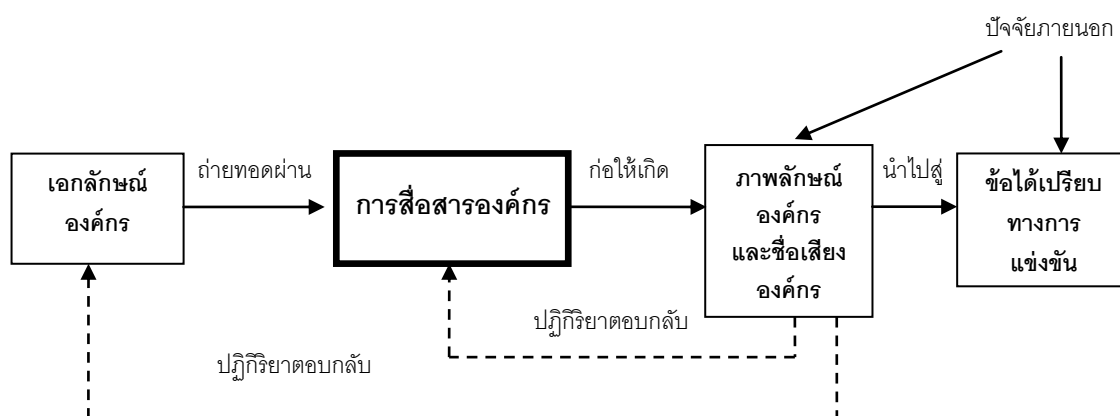 ปัจจัยภายนอก
เอกลักษณ์
องค์กร
ถ่ายทอดผ่าน
การสื่อสารองค์กร
ก่อให้เกิด
ภาพลักษณ์
องค์กร
และชื่อเสียง
องค์กร
นำไปสู่
ข้อได้เปรียบ
ทางการ
แข่งขัน
ปฏิกิริยาตอบกลับ
ปฏิกิริยาตอบกลับ